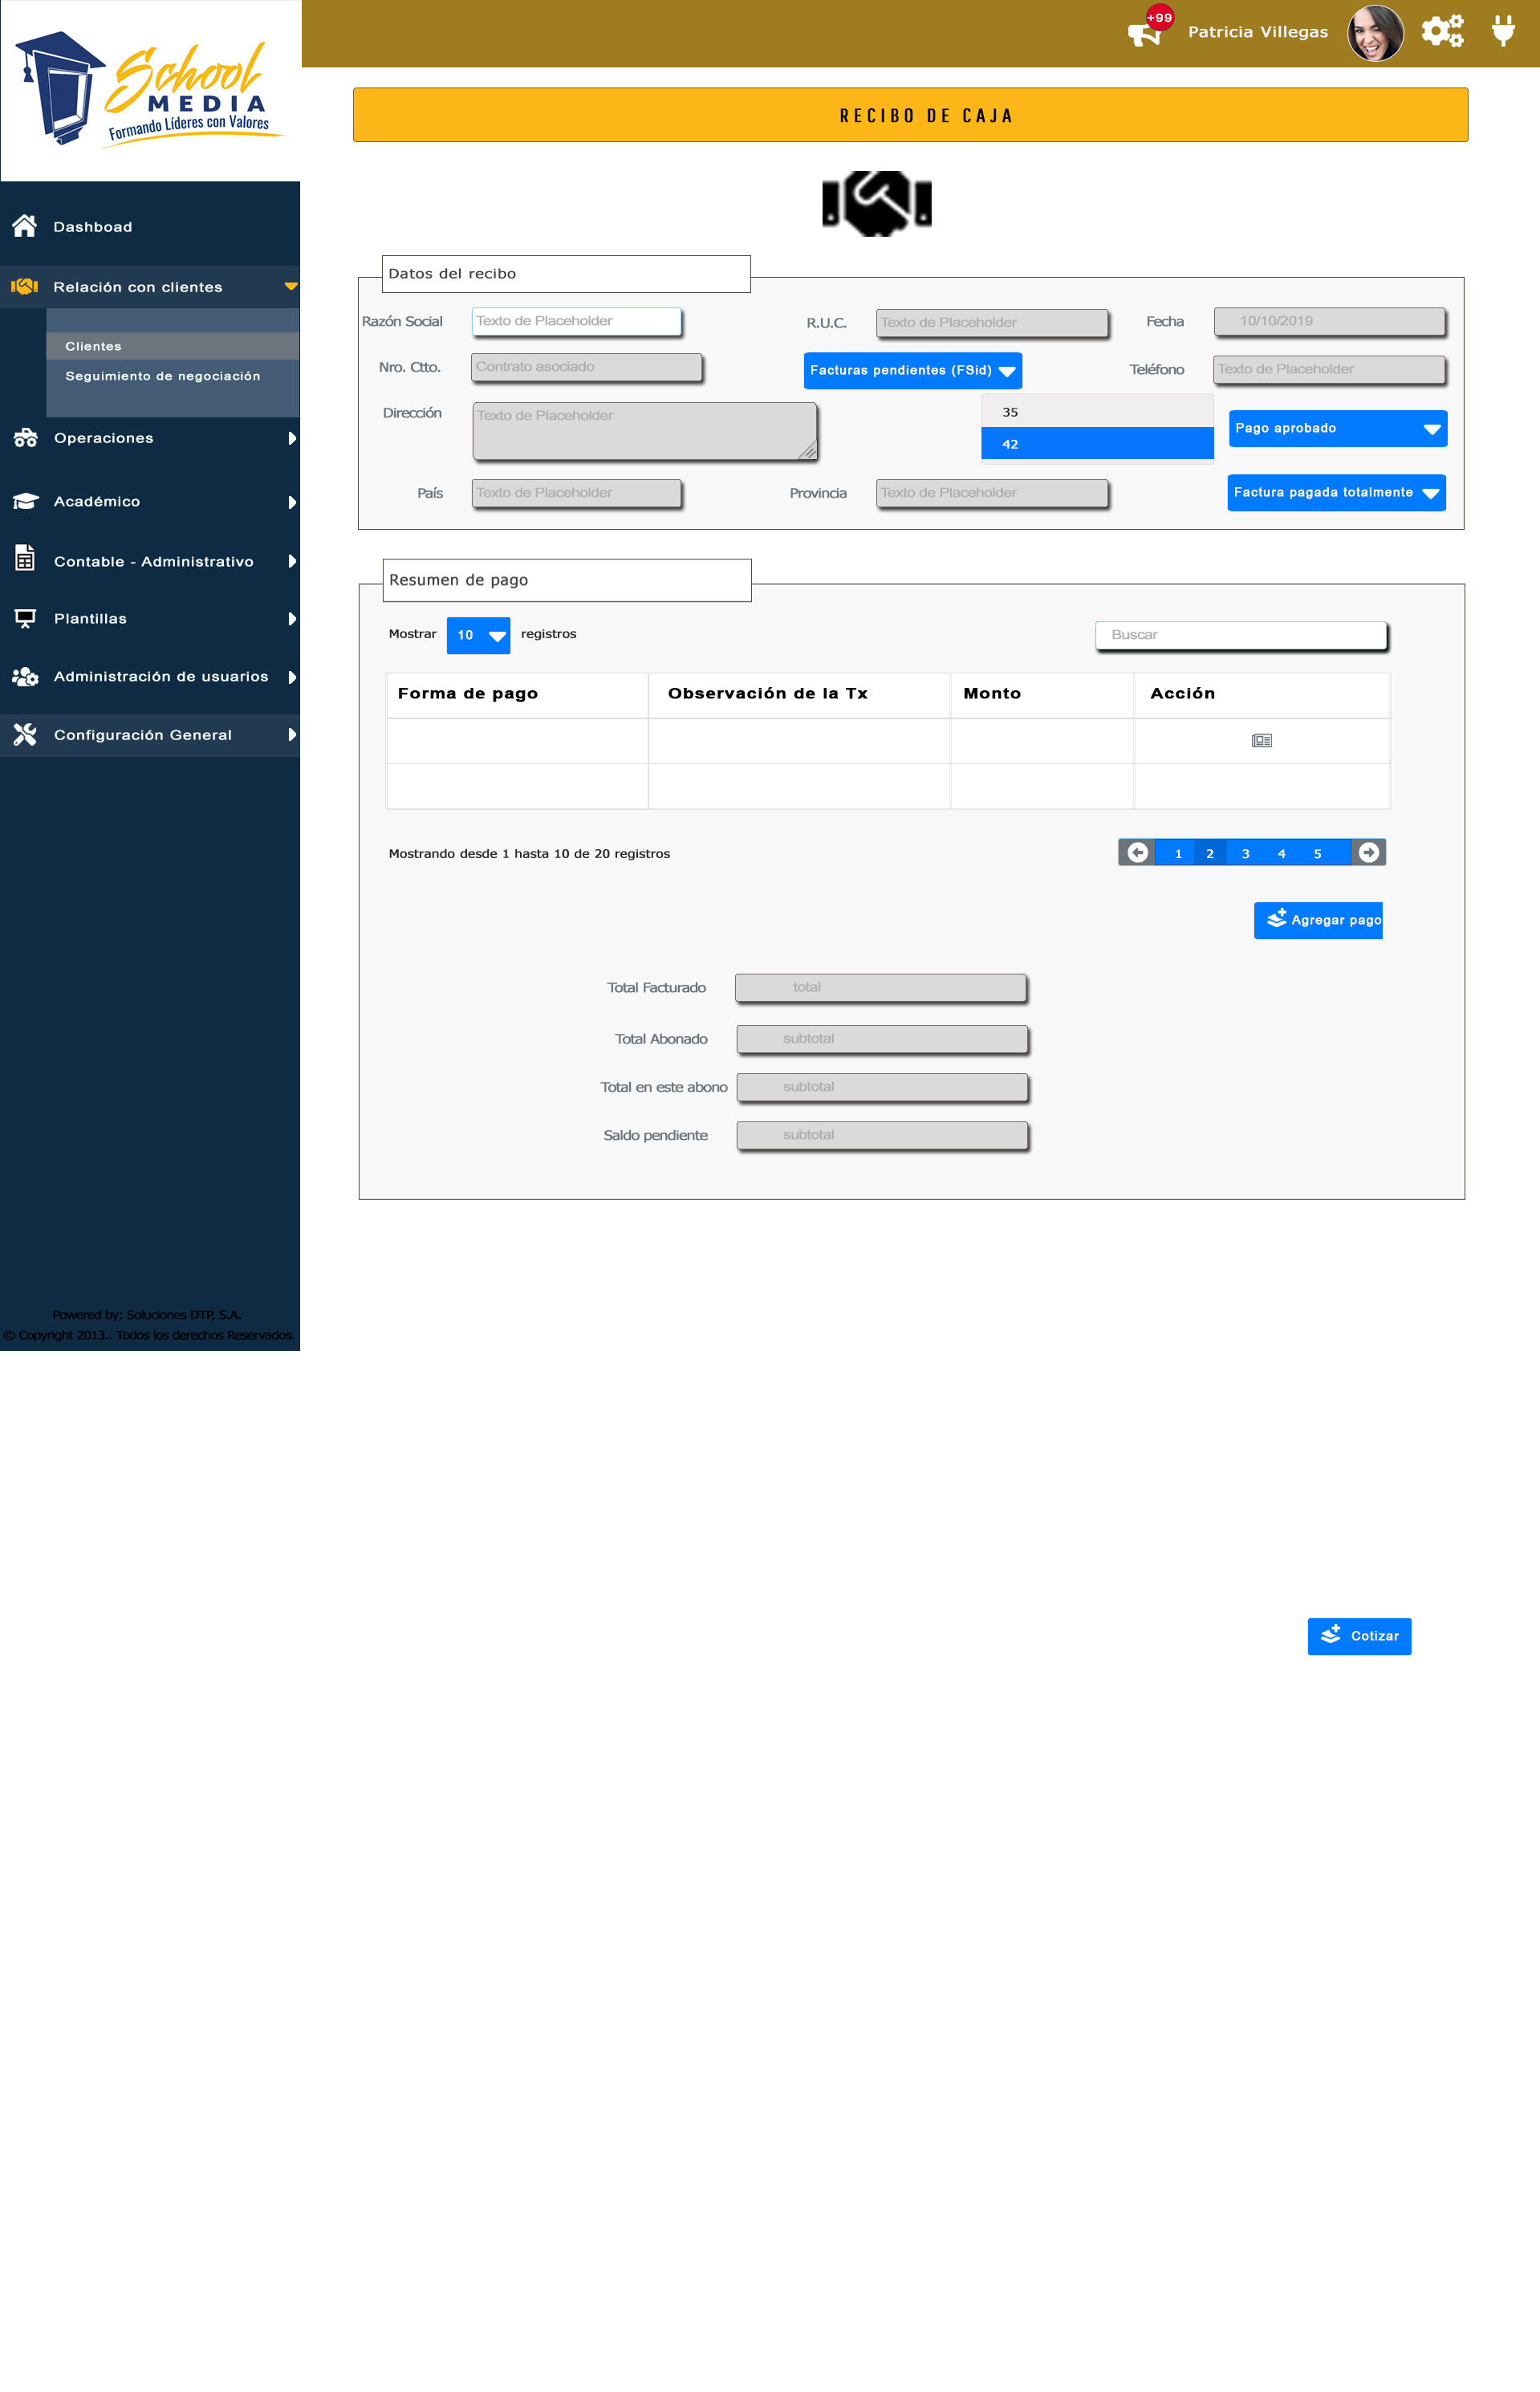 School
MEDIA
Formando Líderes con Valores
+99
Patricia Villegas
RECIBO DE CAJA
Dashboad
Relación con clientes
Clientes
Seguimiento de negociación
Operaciones
Académico
Contable - Administrativo
Plantillas
Administración de usuarios
Configuración General
Powered by: Soluciones DTP, S.A.
© Copyright 2013.. Todos los derechos Reservados.
Datos del recibo
Razón Social Texto de Placeholder R.U.C. Texto de Placeholder Fecha 10/10/2019
Nro. Ctto. Contrato asociado Facturas pendientes (FSid) Teléfono Texto de Placeholder
Dirección Texto de Placeholder 35 Pago aprobado
42
País Texto de Placeholder Provincia Texto de Placeholder Factura pagada totalmente
Resumen de pago
Mostrar 10 registros Buscar
Forma de pago Observación de la Tx Monto Acción
Mostrando desde 1 hasta 10 de 20 registros 1 2 3 4 5
Agregar pago
Total Facturado total
Total Abonado subtotal
Total en este abono subtotal
Saldo pendiente subtotal
Cotizar